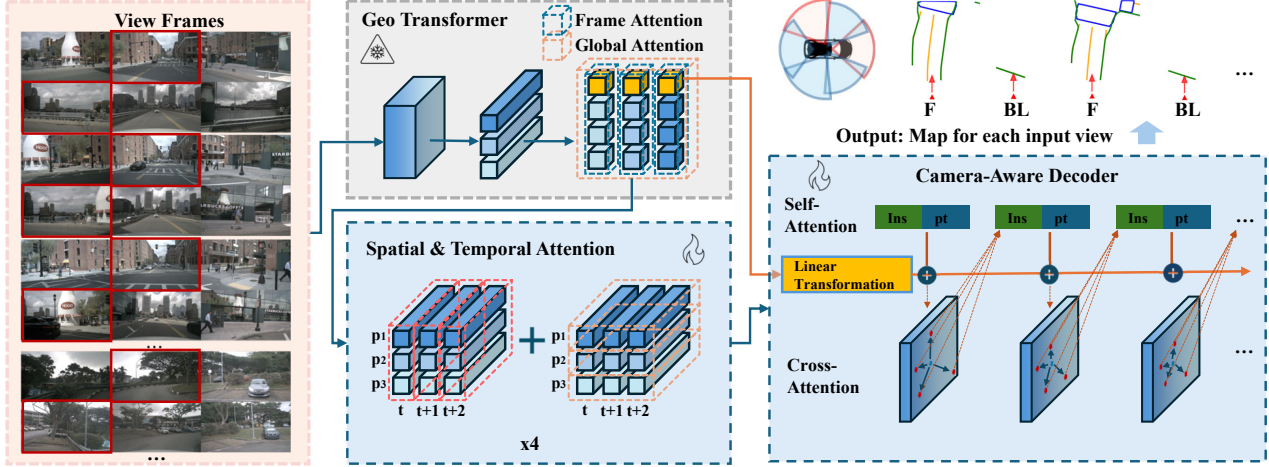 View Frames
...
...
Geo Transformer
Frame Attention
Global Attention
Spatial & Temporal Attention
p1
p2
p3
t
t+1
t+2
p1
p2
p3
t
t+1
t+2
x4
F
BL
F
BL
...
Output: Map for each input view
Camera-Aware Decoder
Self-
Attention
Ins
pt
Ins
pt
Ins
pt
...
Linear
Transformation
Cross-
Attention
...